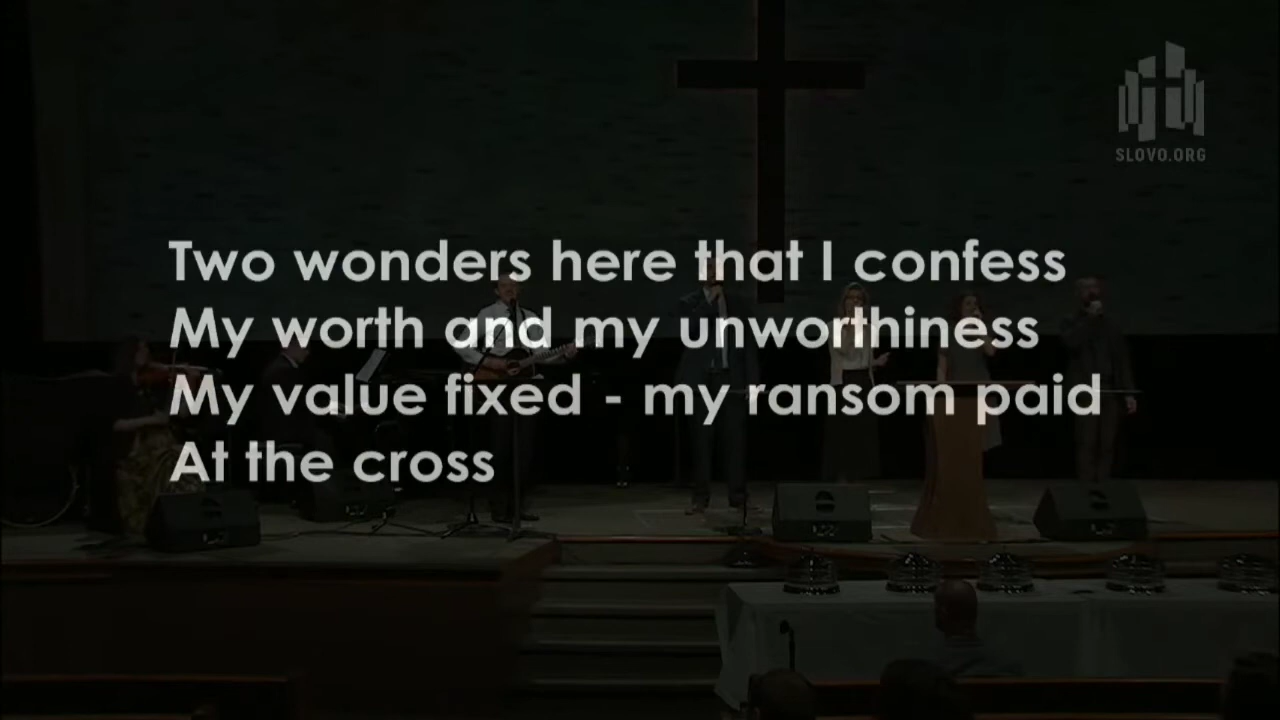 SLOVO.ORG
Two wonders here that I confess
My worth and my unworthiness
My value fixed - my ransom paid
At the cross